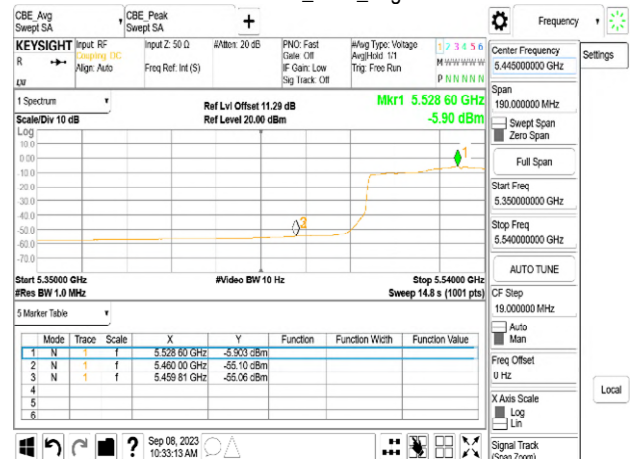 CBE_Avg
Swept SA
CBE_Peak
Swept SA
+
Frequency
KEYSIGHT
R
Input: RF
Coupling: DC
Align: Auto
Input Z: 50 Ω
Freq Ref: Int (S)
#Atten: 20 dB
PNO: Fast
Gate: Off
IF Gain: Low
Sig Track: Off
#Avg Type: Voltage
Avg|Hold: 1/1
Trig: Free Run
1 2 3 4 5 6
M W W W W W
P N N N N N
1 Spectrum
Scale/Div 10 dB
Ref Lvl Offset 11.29 dB
Ref Level 20.00 dBm
Mkr1 5.528 60 GHz
-5.90 dBm
Log
10.0
0.00
-10.0
-20.0
-30.0
-40.0
-50.0
-60.0
-70.0
1
3
Start 5.35000 GHz
#Video BW 10 Hz
Stop 5.54000 GHz
#Res BW 1.0 MHz
Sweep 14.8 s (1001 pts)
5 Marker Table
Mode Trace Scale X Y Function Function Width Function Value
1 N 1 f 5.528 60 GHz -5.903 dBm
2 N 1 f 5.460 00 GHz -55.10 dBm
3 N 1 f 5.459 81 GHz -55.06 dBm
4
5
6
Sep 08, 2023
10:33:13 AM
?
Center Frequency
5.445000000 GHz
Settings
Span
190.000000 MHz
Swept Span
Zero Span
Full Span
Start Freq
5.350000000 GHz
Stop Freq
5.540000000 GHz
AUTO TUNE
CF Step
19.000000 MHz
Auto
Man
Freq Offset
0 Hz
X Axis Scale
Log
Lin
Local
Signal Track
(Span Zoom)